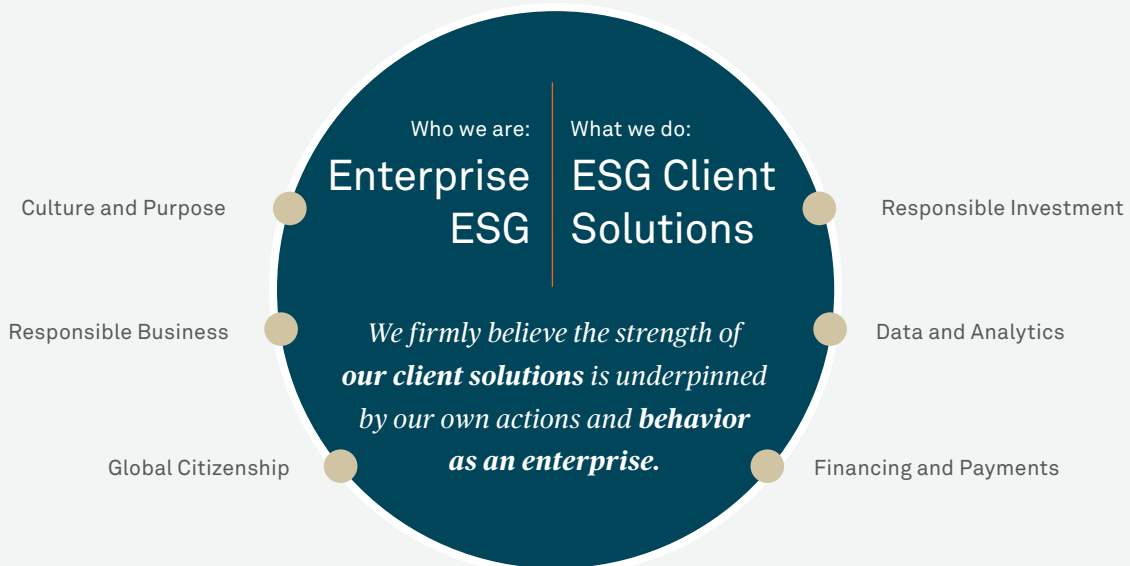 Who we are:
Enterprise
ESG
What we do:
ESG Client
Solutions
Culture and Purpose
Responsible Business
Global Citizenship
Responsible Investment
Data and Analytics
Financing and Payments
We firmly believe the strength of
our client solutions is underpinned
by our own actions and behavior
as an enterprise.